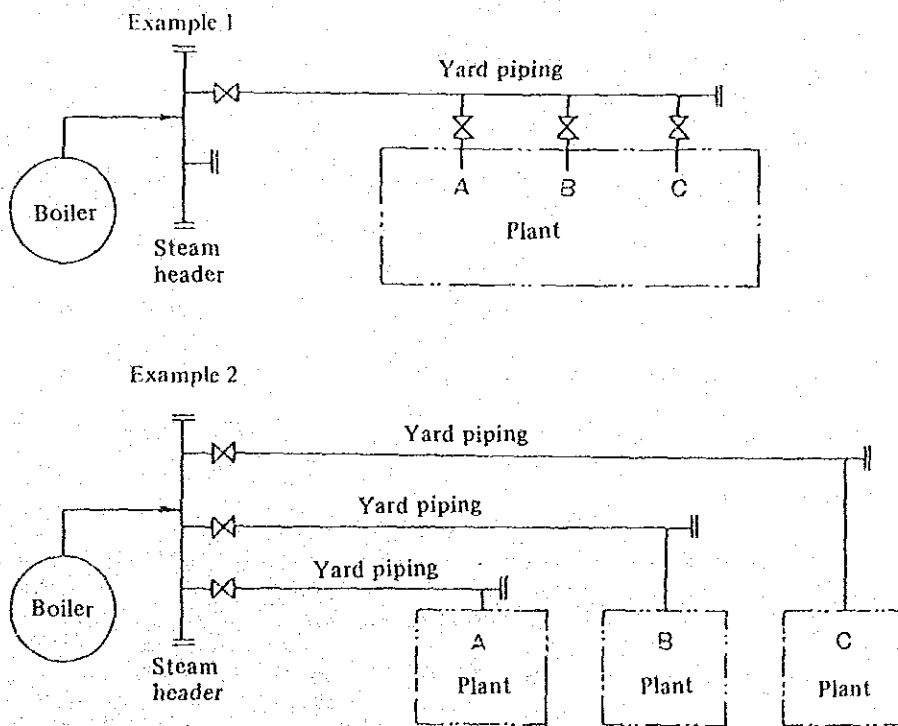 Example 1
Yard piping
Boiler
A B C
Plant
Steam
header
Example 2
Yard piping
Yard piping
Yard piping
Boiler
A B C
Plant Plant Plant
Steam
header